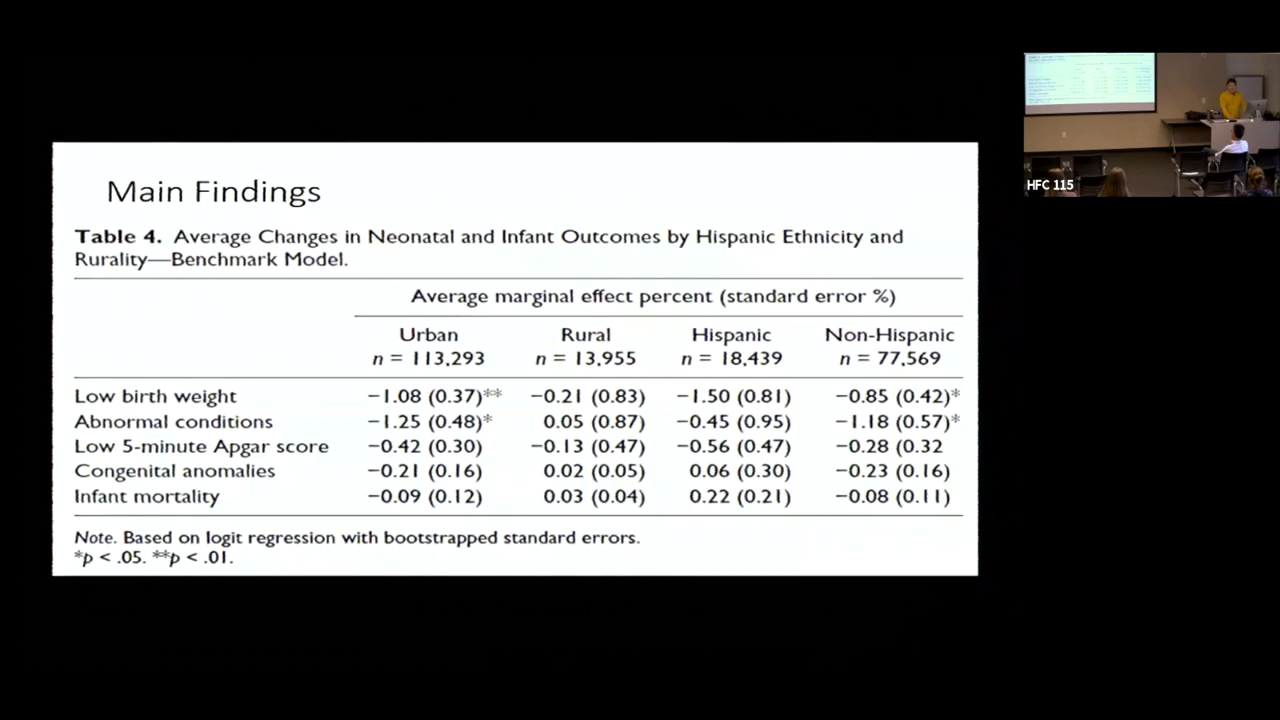 Main Findings
Table 4. Average Changes in Neonatal and Infant Outcomes by Hispanic Ethnicity and
Rurality—Benchmark Model.
Average marginal effect percent (standard error %)
Urban Rural Hispanic Non-Hispanic
n = 113,293 n = 13,955 n = 18,439 n = 77,569
Low birth weight −1.08 (0.37)** −0.21 (0.83) −1.50 (0.81) −0.85 (0.42)*
Abnormal conditions −1.25 (0.48)* 0.05 (0.87) −0.45 (0.95) −1.18 (0.57)*
Low 5-minute Apgar score −0.42 (0.30) −0.13 (0.47) −0.56 (0.47) −0.28 (0.32
Congenital anomalies −0.21 (0.16) 0.02 (0.05) 0.06 (0.30) −0.23 (0.16)
Infant mortality −0.09 (0.12) 0.03 (0.04) 0.22 (0.21) −0.08 (0.11)
Note. Based on logit regression with bootstrapped standard errors.
*p < .05. **p < .01.
HFC 115